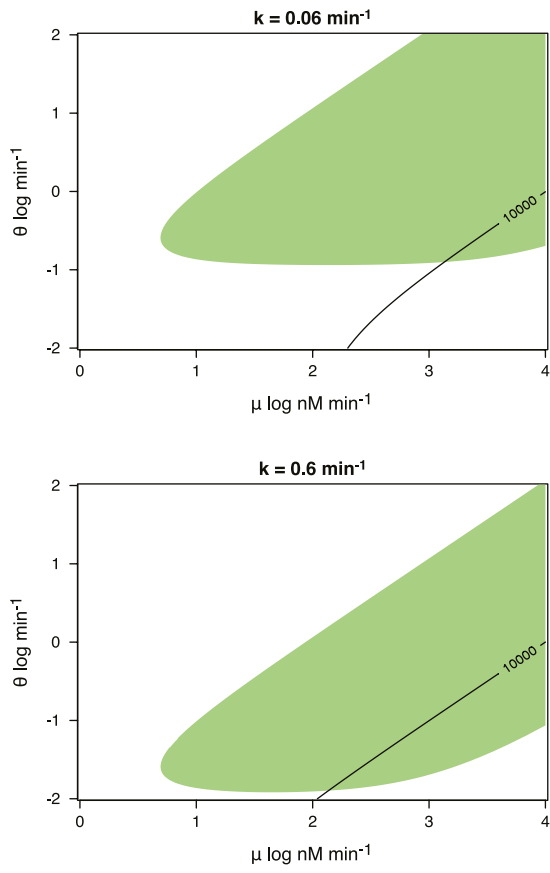 k = 0.06 min-1
2
1
0
-1
-2
θ log min-1
10000
0 1 2 3 4
μ log nM min-1
k = 0.6 min-1
2
1
0
-1
-2
θ log min-1
10000
0 1 2 3 4
μ log nM min-1